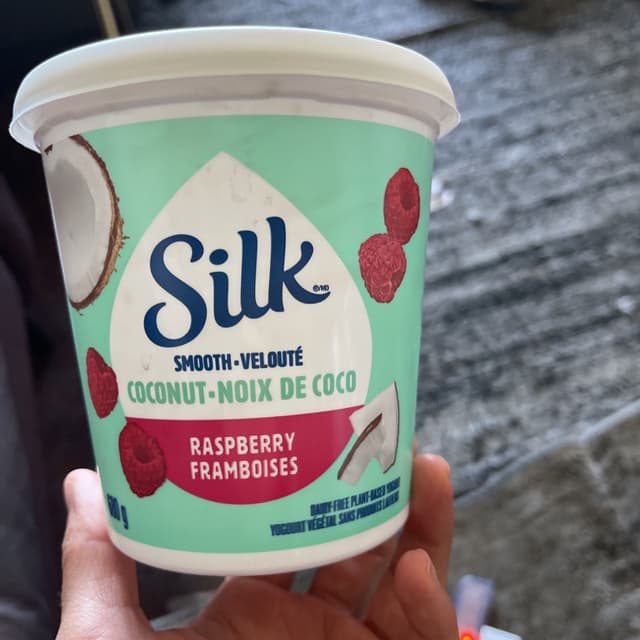 Silk
SMOOTH•VELOUTÉ
COCONUT•NOIX DE COCO
RASPBERRY
FRAMBOISES
DAIRY-FREE PLANT-BASED YOGURT
YOGOURT VÉGÉTAL SANS PRODUITS LAITIERS